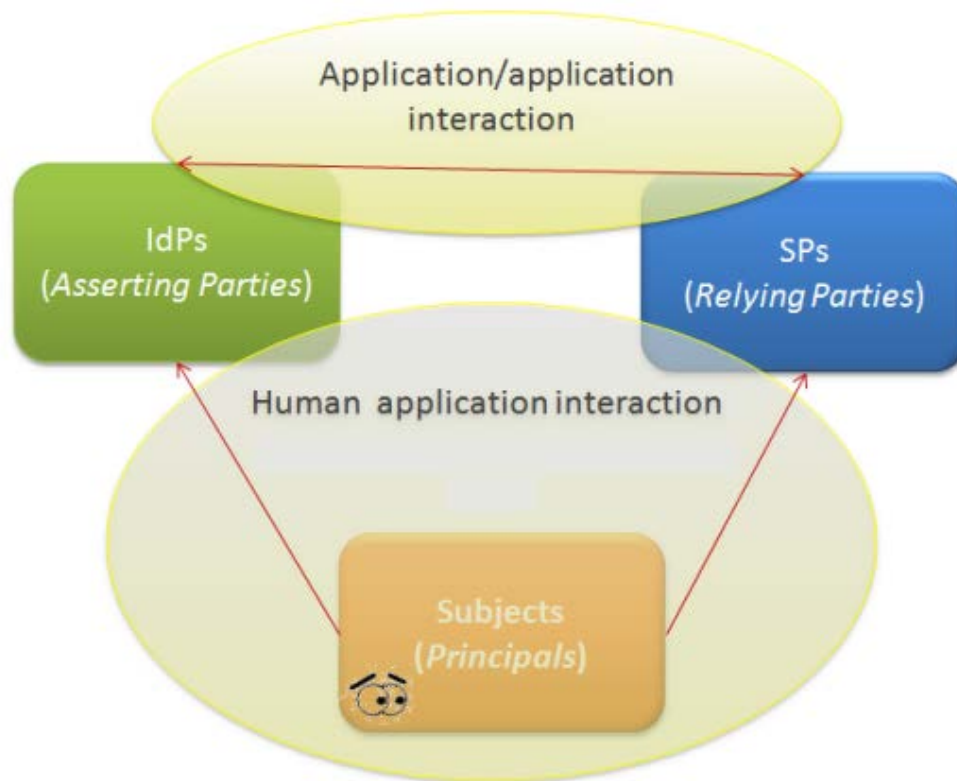 Application/application
interaction
IdPs
(Asserting Parties)
SPs
(Relying Parties)
Human application interaction
Subjects
(Principals)